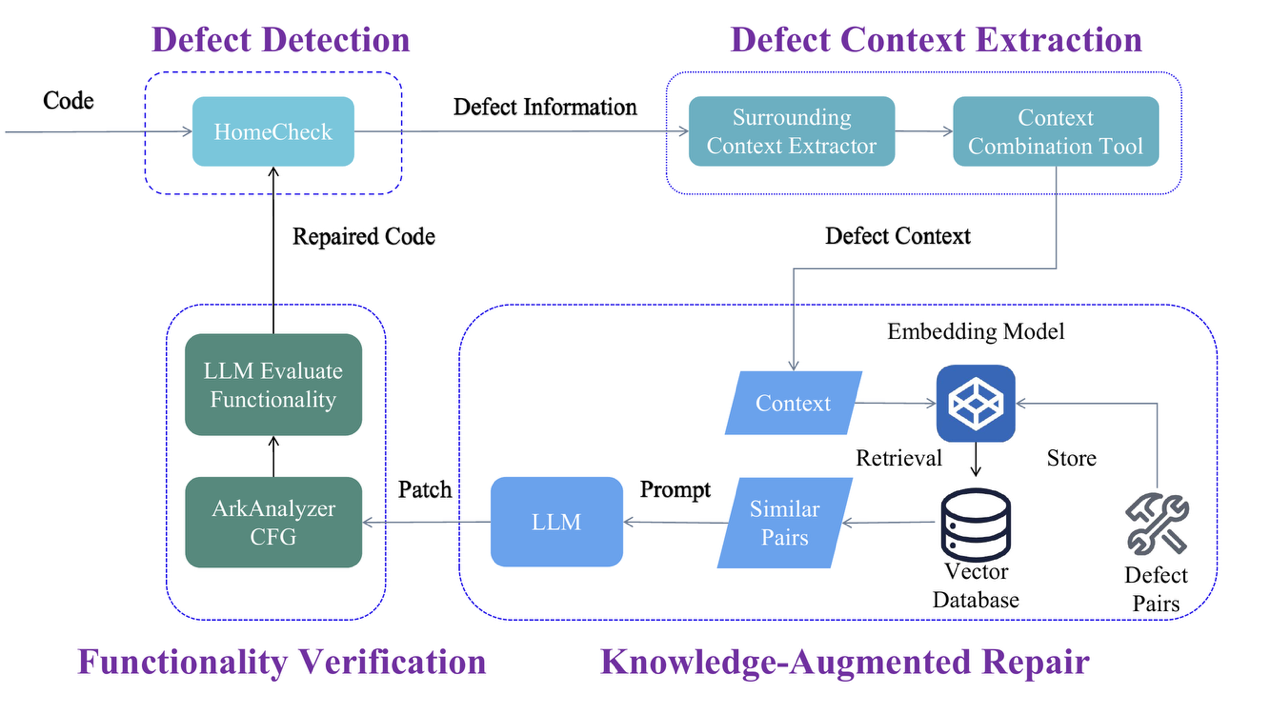 Defect Detection
Defect Context Extraction
Code
HomeCheck
Defect Information
Surrounding
Context Extractor
Context
Combination Tool
Repaired Code
Defect Context
Embedding Model
LLM Evaluate
Functionality
Context
Retrieval
Store
ArkAnalyzer
CFG
Patch
LLM
Prompt
Similar
Pairs
Vector
Database
Defect
Pairs
Functionality Verification
Knowledge-Augmented Repair